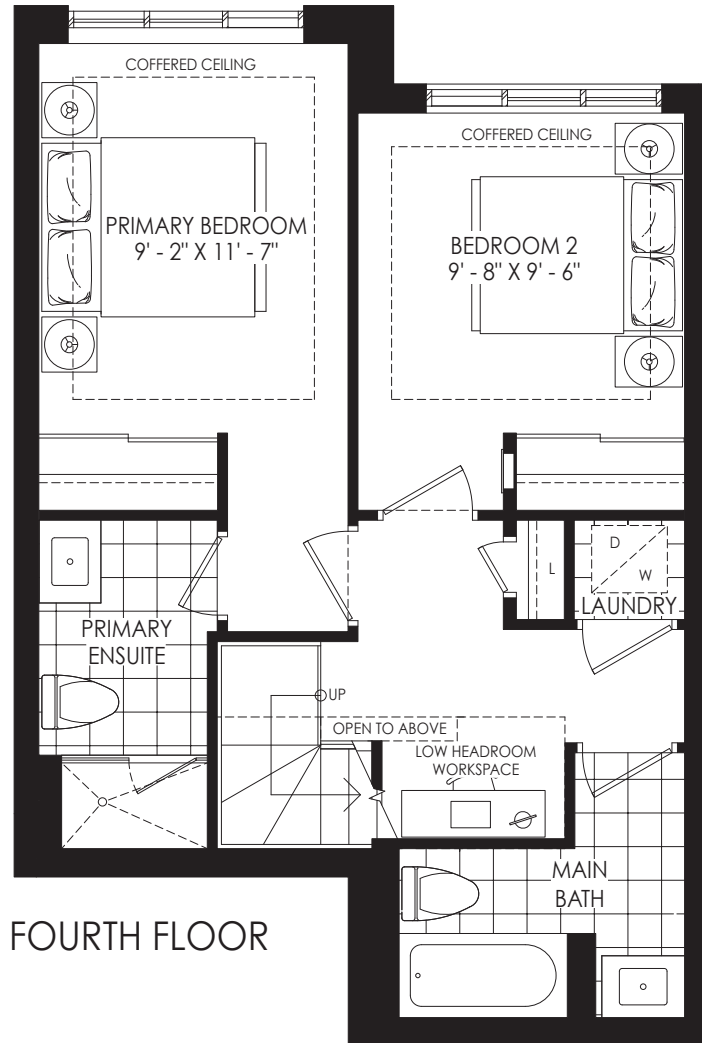 COFFERED CEILING
PRIMARY BEDROOM
9' - 2" X 11' - 7"
COFFERED CEILING
BEDROOM 2
9' - 8" X 9' - 6"
D
W
L
LAUNDRY
PRIMARY
ENSUITE
UP
OPEN TO ABOVE
LOW HEADROOM
WORKSPACE
MAIN
BATH
FOURTH FLOOR